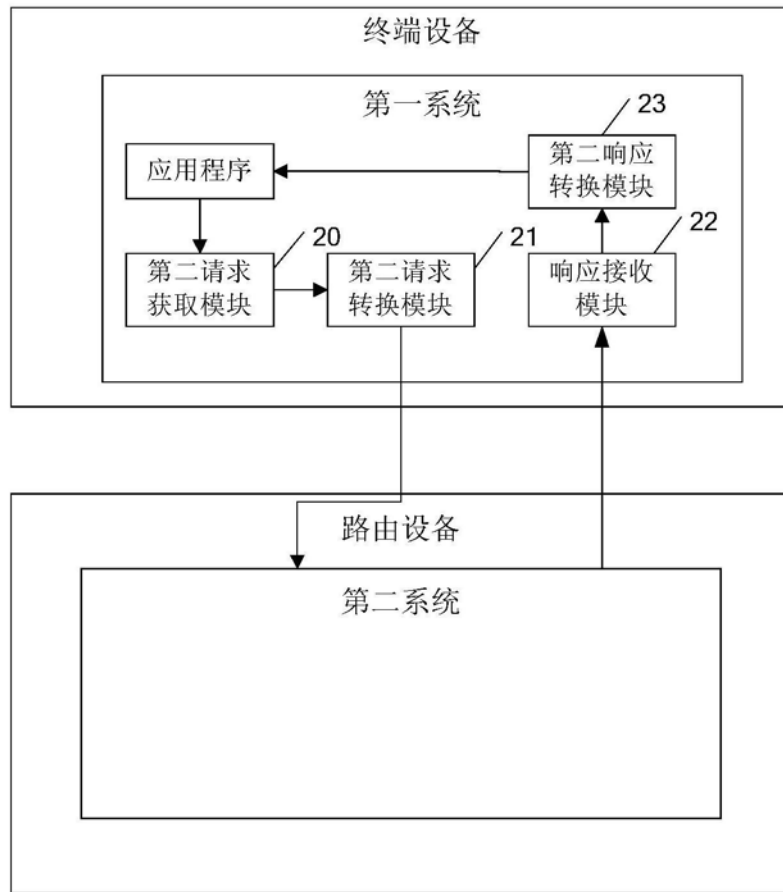 终端设备
第一系统
23
应用程序
第二响应
转换模块
20
21
22
第二请求
获取模块
第二请求
转换模块
响应接收
模块
路由设备
第二系统